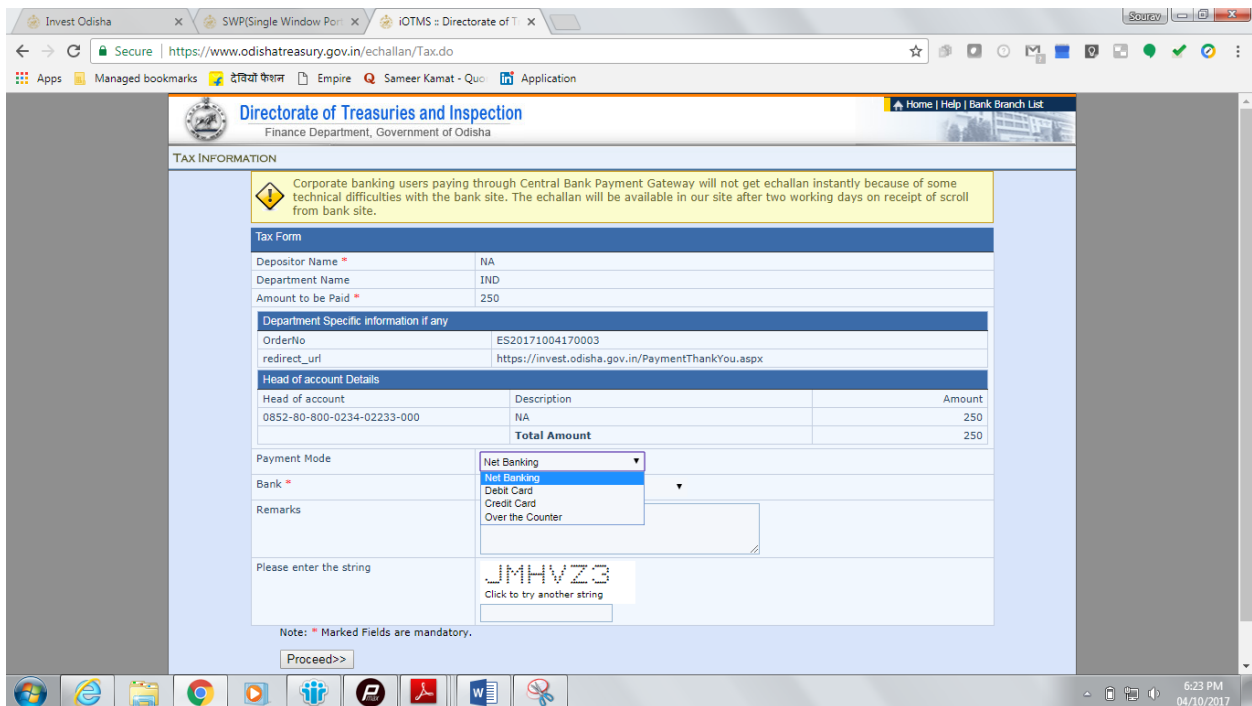 Invest Odisha
SWP(Single Window Port
iOTMS :: Directorate of T
Sourav
Secure | https://www.odishatreasury.gov.in/echallan/Tax.do
Apps Managed bookmarks देवियों फैशन Empire Sameer Kamat - Quo Application
Directorate of Treasuries and Inspection
Finance Department, Government of Odisha
Home | Help | Bank Branch List
TAX INFORMATION
Corporate banking users paying through Central Bank Payment Gateway will not get echallan instantly because of some
technical difficulties with the bank site. The echallan will be available in our site after two working days on receipt of scroll
from bank site.
Tax Form
Depositor Name * NA
Department Name IND
Amount to be Paid * 250
Department Specific information if any
OrderNo ES20171004170003
redirect_url https://invest.odisha.gov.in/PaymentThankYou.aspx
Head of account Details
Head of account Description Amount
0852-80-800-0234-02233-000 NA 250
Total Amount 250
Payment Mode Net Banking
Net Banking
Bank *
Debit Card
Credit Card
Remarks
Over the Counter
Please enter the string
JMHVZ3
Click to try another string
Note: * Marked Fields are mandatory.
Proceed>>
6:23 PM
04/10/2017